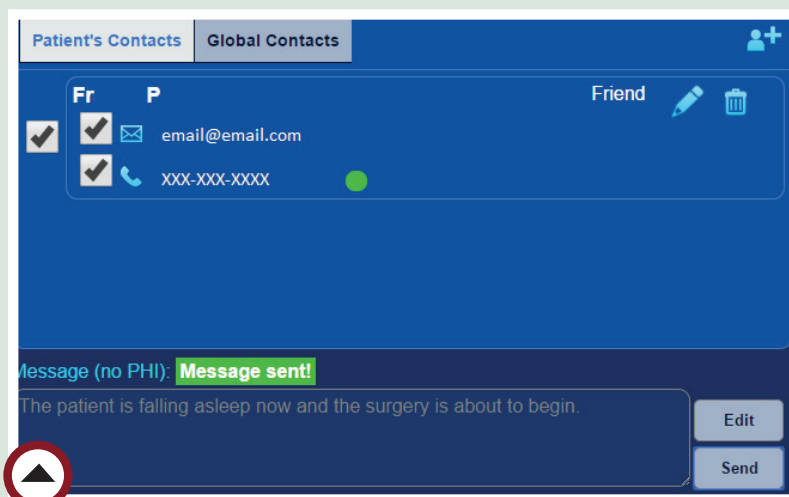 Patient's Contacts Global Contacts
Fr P Friend
email@email.com
XXX-XXX-XXXX
Message (no PHI): Message sent!
The patient is falling asleep now and the surgery is about to begin.
Edit
Send